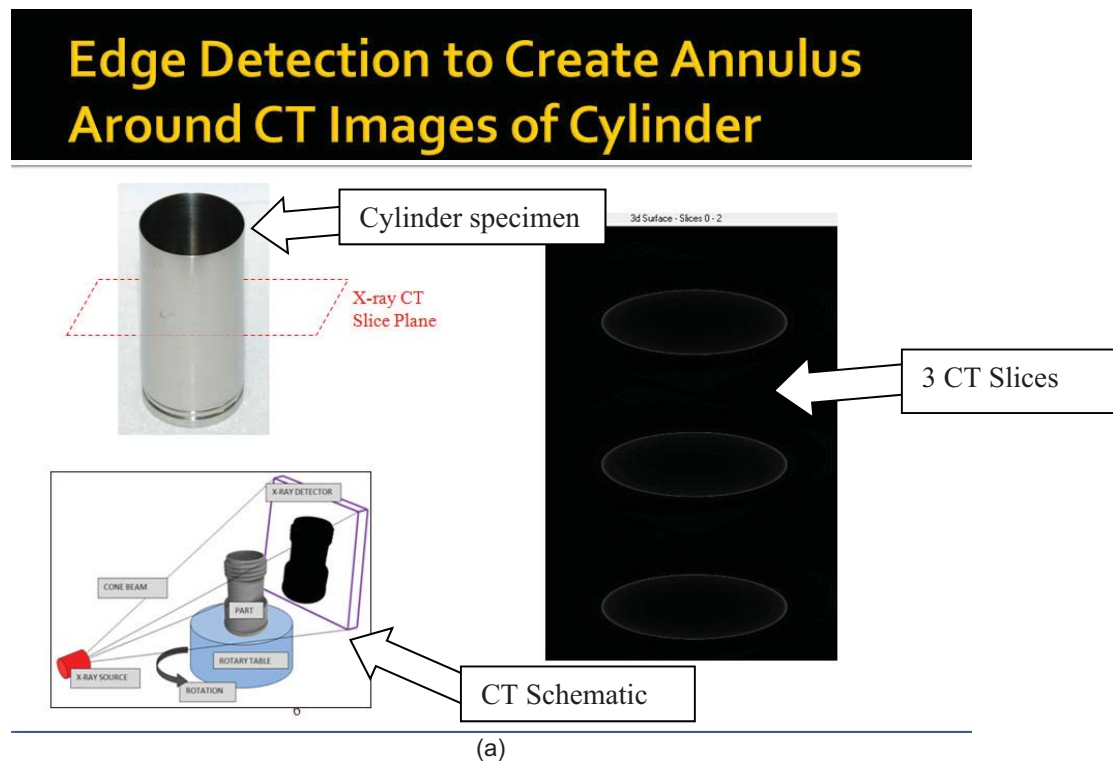 Edge Detection to Create Annulus
Around CT Images of Cylinder
Cylinder specimen
X-ray CT
Slice Plane
3d Surface - Slices 0 - 2
3 CT Slices
X-RAY DETECTOR
CONE BEAM
PART
ROTARY TABLE
X-RAY SOURCE
ROTATION
CT Schematic
6
(a)